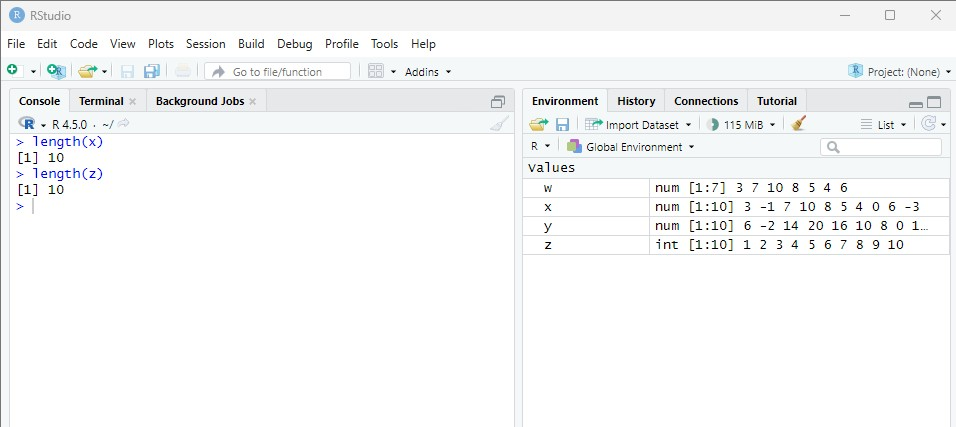 RStudio
File Edit Code View Plots Session Build Debug Profile Tools Help
Go to file/function Addins Project: (None)
Console Terminal Background Jobs
R 4.5.0 · ~/
> length(x)
[1] 10
> length(z)
[1] 10
>
Environment History Connections Tutorial
Import Dataset 115 MiB List
R Global Environment
Values
w num [1:7] 3 7 10 8 5 4 6
x num [1:10] 3 -1 7 10 8 5 4 0 6 -3
y num [1:10] 6 -2 14 20 16 10 8 0 1…
z int [1:10] 1 2 3 4 5 6 7 8 9 10